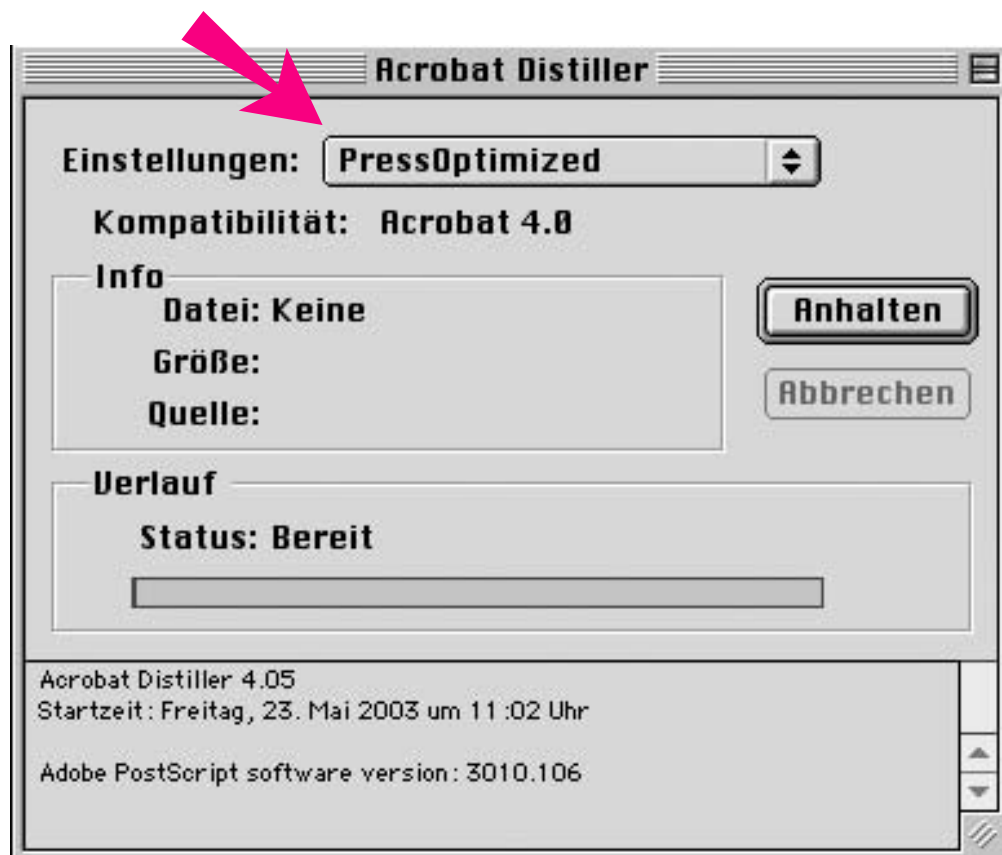 Acrobat Distiller
Einstellungen: PressOptimized
Kompatibilität: Acrobat 4.0
Info
Datei: Keine
Anhalten
Größe:
Abbrechen
Quelle:
Verlauf
Status: Bereit
Acrobat Distiller 4.05
Startzeit: Freitag, 23. Mai 2003 um 11:02 Uhr
Adobe PostScript software version: 3010.106